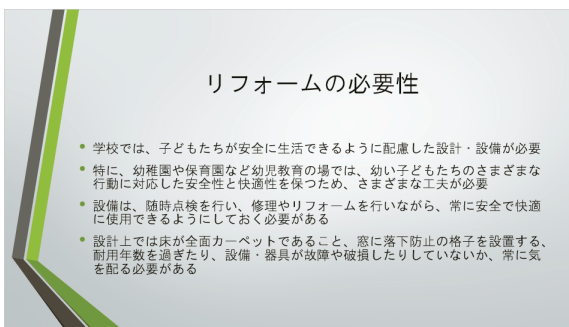 リフォームの必要性
• 学校では、子どもたちが安全に生活できるように配慮した設計・設備が必要
• 特に、幼稚園や保育園など幼児教育の場では、幼い子どもたちのさまざまな
行動に対応した安全性と快適性を保つため、さまざまな工夫が必要
• 設備は、随時点検を行い、修理やリフォームを行いながら、常に安全で快適
に使用できるようにしておく必要がある
• 設計上では床が全面カーペットであること、窓に落下防止の格子を設置する、
耐用年数を過ぎたり、設備・器具が故障や破損したりしていないか、常に気
を配る必要がある